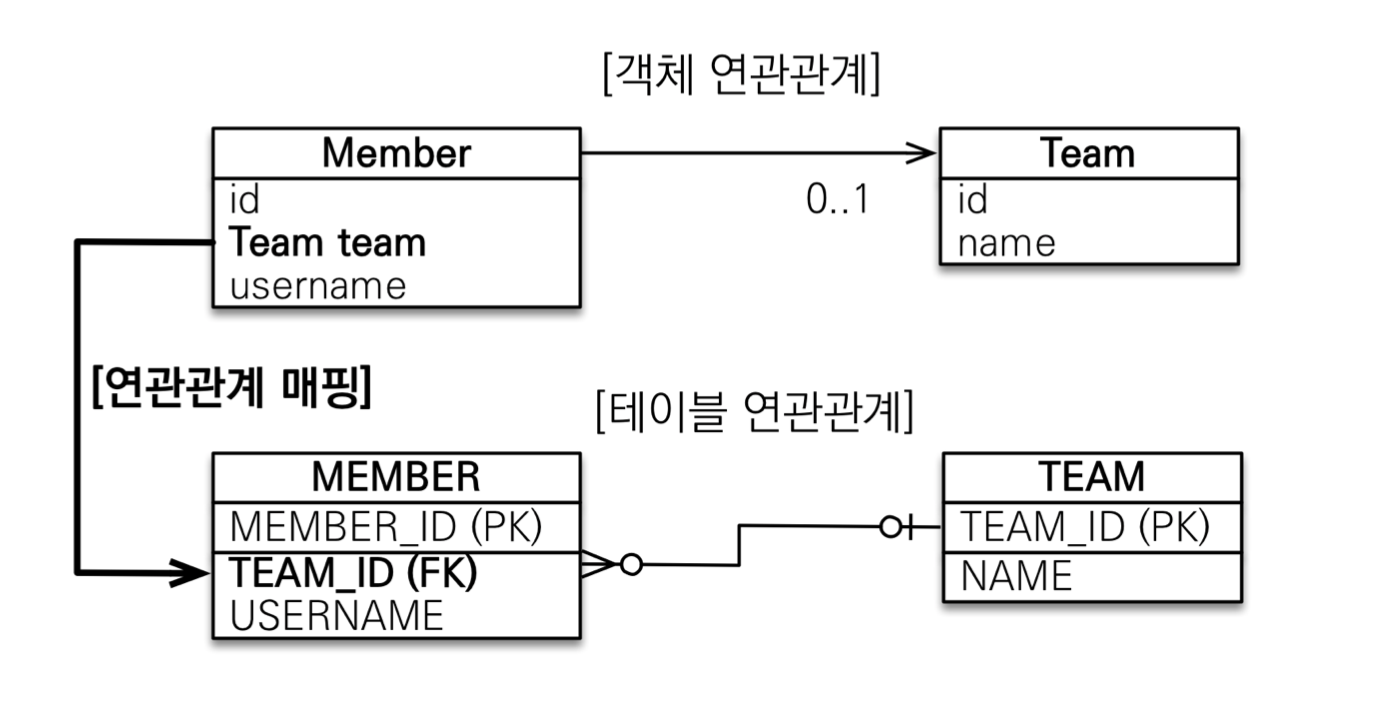 [객체 연관관계]
Member
Team
id
Team team
username
0..1
id
name
[연관관계 매핑]
[테이블 연관관계]
MEMBER
MEMBER_ID (PK)
TEAM_ID (FK)
USERNAME
TEAM
TEAM_ID (PK)
NAME